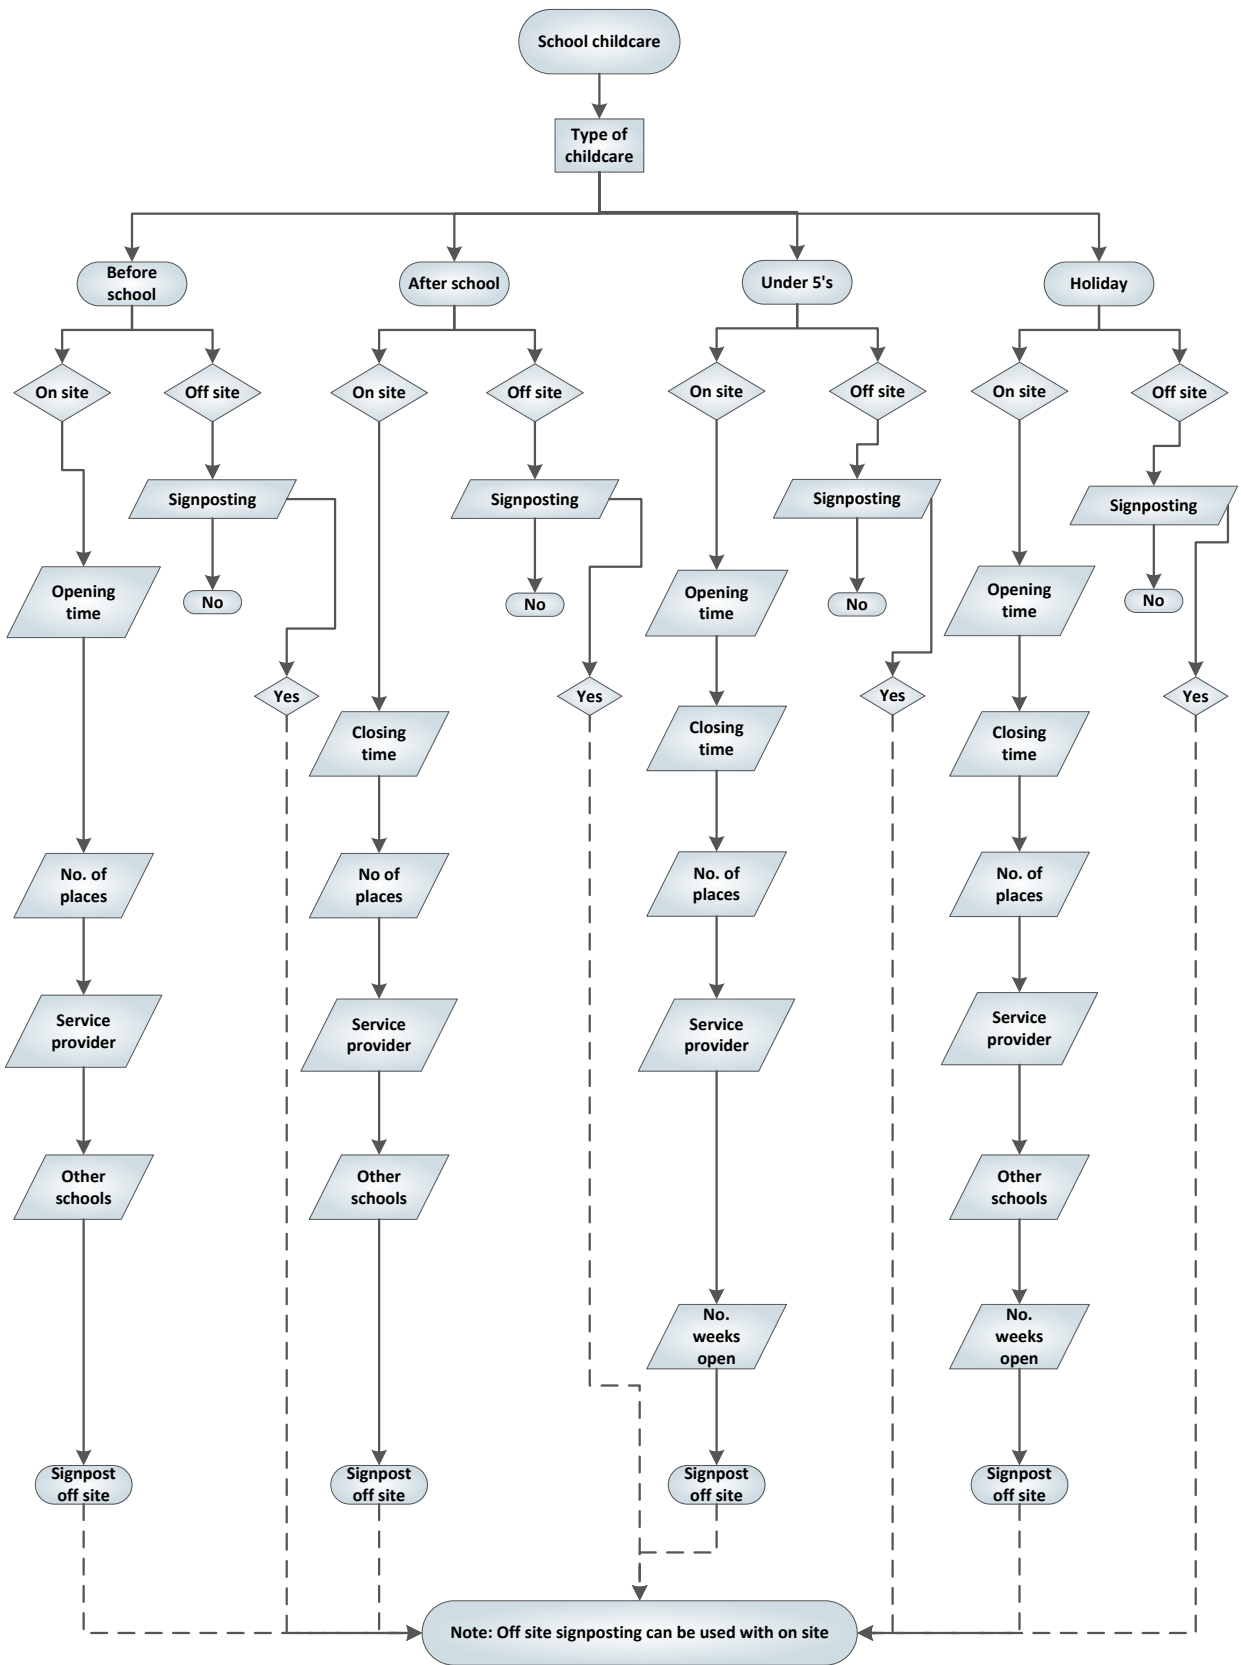 School childcare
Type of
childcare
Before
school
After school
Under 5's
Holiday
On site
Off site
On site
Off site
On site
Off site
On site
Off site
Signposting
Signposting
Signposting
Signposting
Opening
time
No
No
Opening
time
No
Opening
time
No
Yes
Yes
Yes
Yes
Closing
time
Closing
time
Closing
time
No. of
places
No of
places
No. of
places
No. of
places
Service
provider
Service
provider
Service
provider
Service
provider
Other
schools
Other
schools
Other
schools
No.
weeks
open
No.
weeks
open
Signpost
off site
Signpost
off site
Signpost
off site
Signpost
off site
Note: Off site signposting can be used with on site